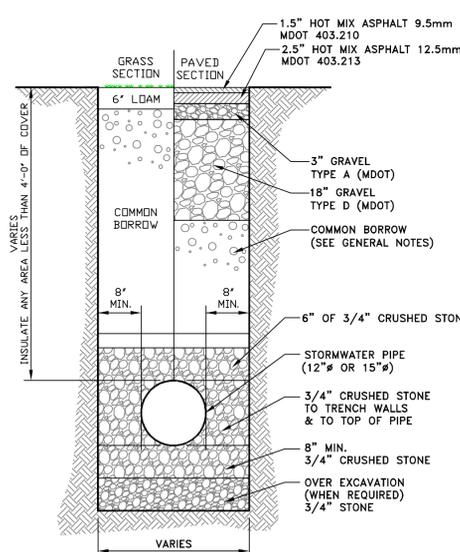 GRASS
SECTION
PAVED
SECTION
1.5" HOT MIX ASPHALT 9.5mm
MDOT 403.210
2.5" HOT MIX ASPHALT 12.5mm
MDOT 403.213
6" LOAM
3" GRAVEL
TYPE A (MDOT)
18" GRAVEL
TYPE D (MDOT)
COMMON
BORROW
COMMON BORROW
(SEE GENERAL NOTES)
VARIES
INSULATE ANY AREA LESS THAN 4'-0" OF COVER
8"
MIN.
8"
MIN.
6" OF 3/4" CRUSHED STON
STORMWATER PIPE
(12"ø OR 15"ø)
3/4" CRUSHED STONE
TO TRENCH WALLS
& TO TOP OF PIPE
8" MIN.
3/4" CRUSHED STONE
OVER EXCAVATION
(WHEN REQUIRED)
3/4" STONE
VARIES